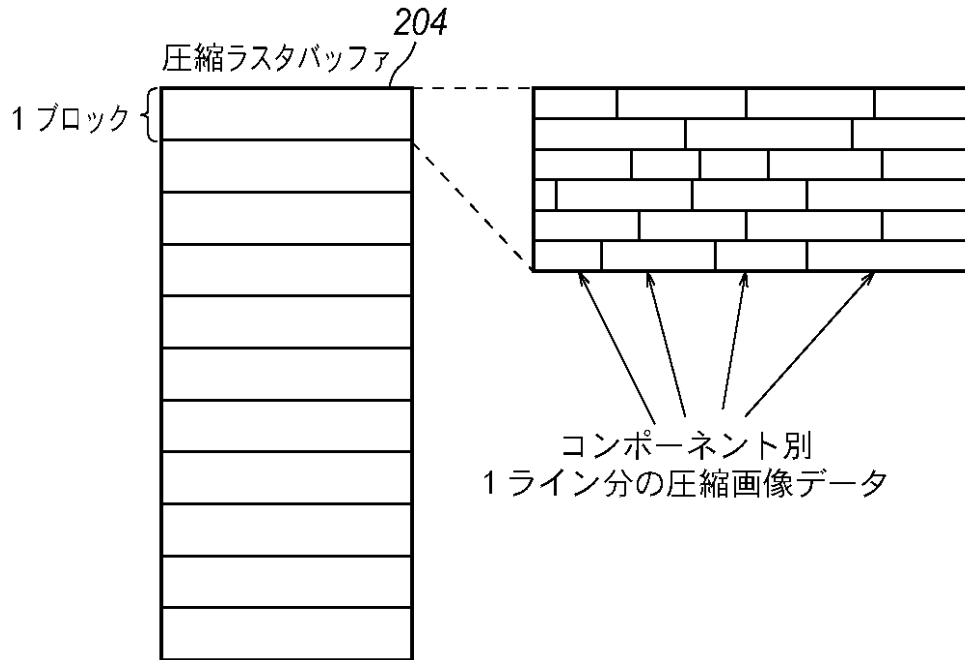 204
圧縮ラスタバッファ
1 ブロック
コンポーネント別
1 ライン分の圧縮画像データ